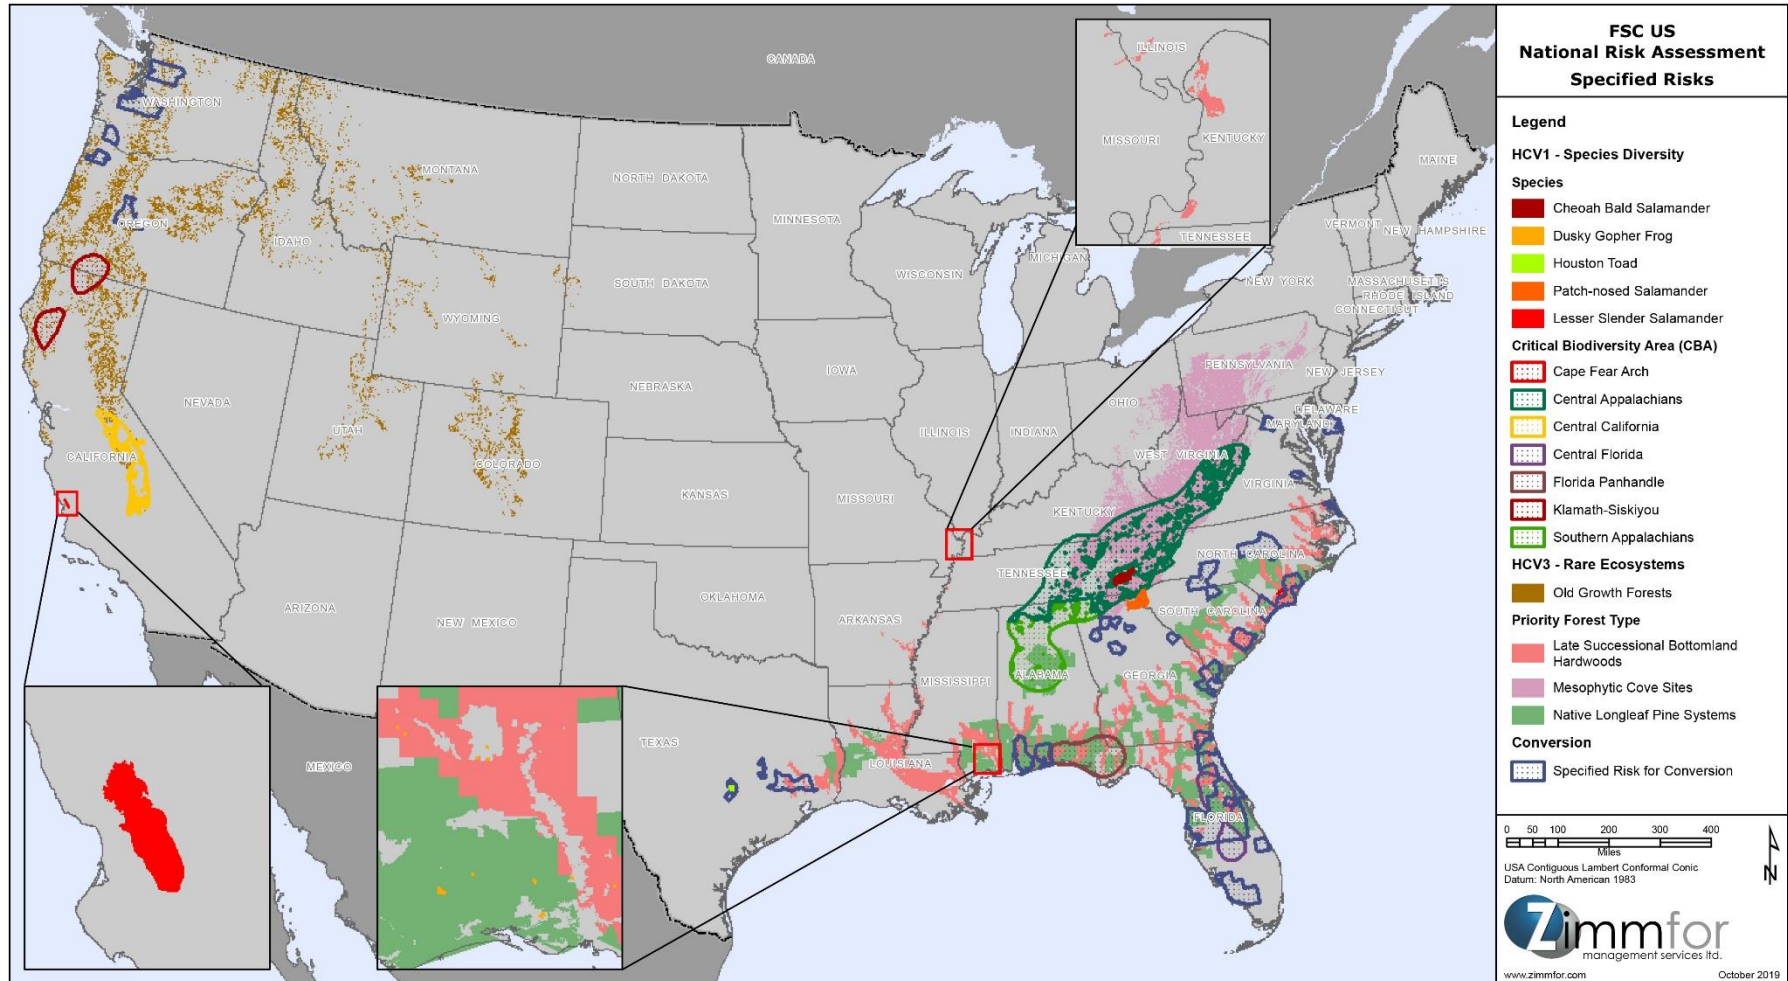 FSC US
National Risk Assessment
Specified Risks
Legend
HCV1 - Species Diversity
Species
Cheoah Bald Salamander
Dusky Gopher Frog
Houston Toad
Patch-nosed Salamander
Lesser Slender Salamander
Critical Biodiversity Area (CBA)
Cape Fear Arch
Central Appalachians
Central California
Central Florida
Florida Panhandle
Klamath-Siskiyou
Southern Appalachians
HCV3 - Rare Ecosystems
Old Growth Forests
Priority Forest Type
Late Successional Bottomland
Hardwoods
Mesophytic Cove Sites
Native Longleaf Pine Systems
Conversion
Specified Risk for Conversion
0 50 100 200 300 400
Miles
USA Contiguous Lambert Conformal Conic
Datum: North American 1983
N
Zimmfor
management services ltd.
www.zimmfor.com
October 2019
CANADA
WASHINGTON
MONTANA
NORTH DAKOTA
MINNESOTA
MAINE
OREGON
IDAHO
SOUTH DAKOTA
WISCONSIN
MICHIGAN
VERMONT
NEW HAMPSHIRE
NEW YORK
MASSACHUSETTS
RHODE ISLAND
CONNECTICUT
WYOMING
IOWA
NEBRASKA
PENNSYLVANIA
NEW JERSEY
NEVADA
UTAH
COLORADO
ILLINOIS
INDIANA
OHIO
DELAWARE
MARYLAND
CALIFORNIA
KANSAS
MISSOURI
WEST VIRGINIA
VIRGINIA
KENTUCKY
ARIZONA
NEW MEXICO
OKLAHOMA
ARKANSAS
TENNESSEE
NORTH CAROLINA
SOUTH CAROLINA
MISSISSIPPI
ALABAMA
GEORGIA
TEXAS
LOUISIANA
FLORIDA
MEXICO
ILLINOIS
MISSOURI
KENTUCKY
TENNESSEE